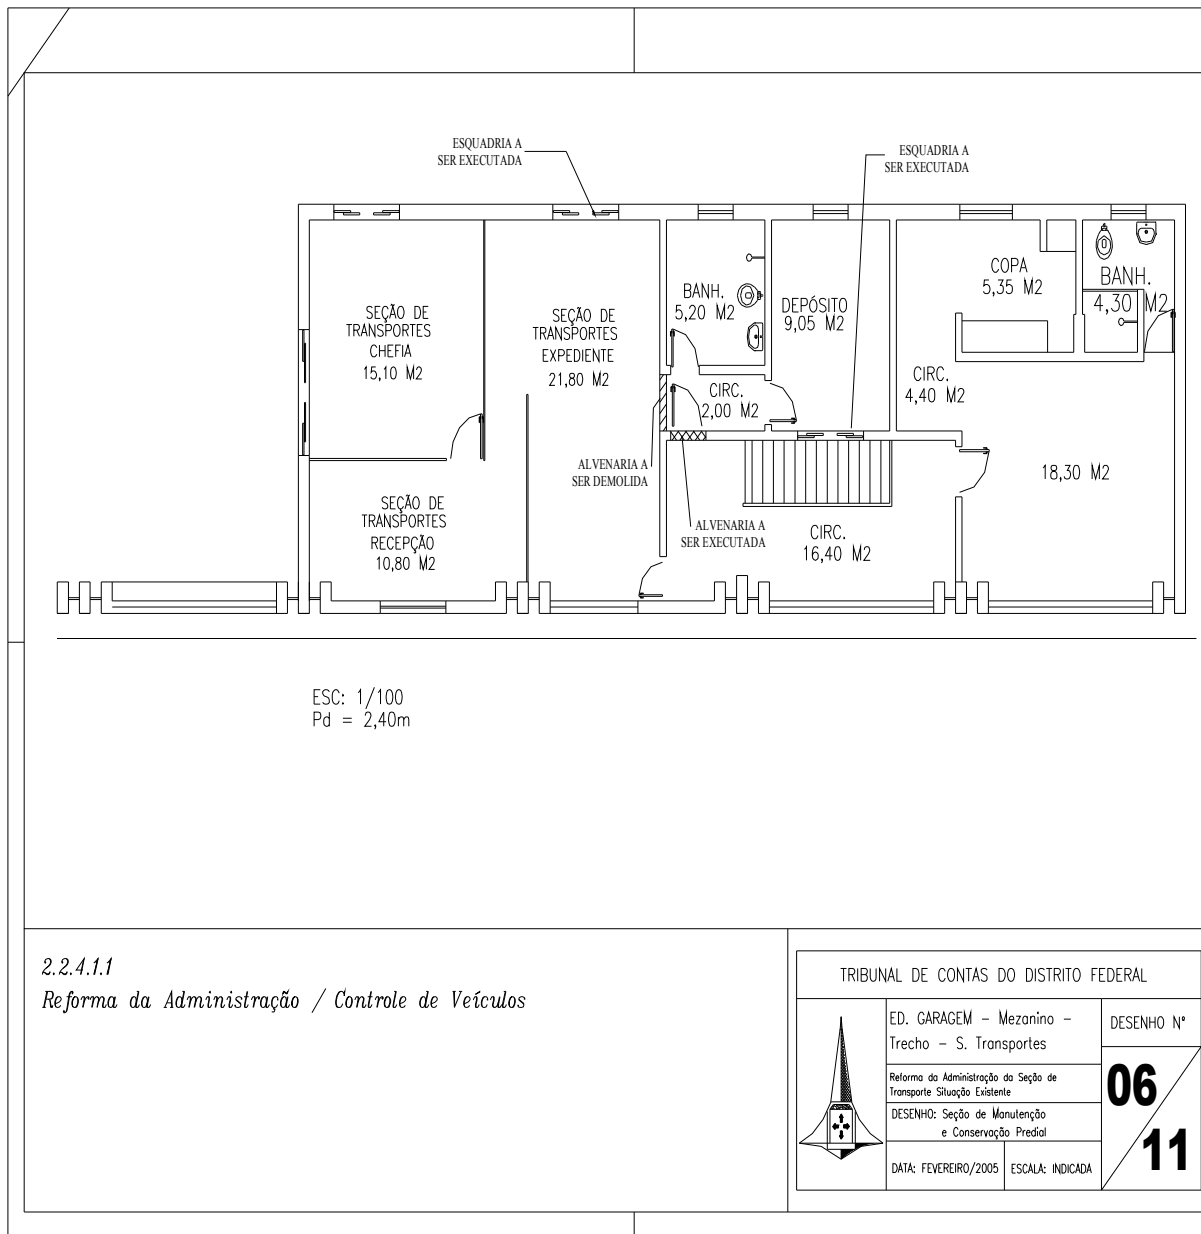 ESQUADRIA A
SER EXECUTADA
ESQUADRIA A
SER EXECUTADA
SEÇÃO DE
TRANSPORTES
CHEFIA
15,10 M2
SEÇÃO DE
TRANSPORTES
EXPEDIENTE
21,80 M2
BANH.
5,20 M2
DEPÓSITO
9,05 M2
COPA
5,35 M2
BANH.
4,30 M2
CIRC.
2,00 M2
CIRC.
4,40 M2
ALVENARIA A
SER DEMOLIDA
18,30 M2
SEÇÃO DE
TRANSPORTES
RECEPÇÃO
10,80 M2
ALVENARIA A
SER EXECUTADA
CIRC.
16,40 M2
ESC: 1/100
Pd = 2,40m
2.2.4.1.1
Reforma da Administração / Controle de Veículos
TRIBUNAL DE CONTAS DO DISTRITO FEDERAL
ED. GARAGEM - Mezanino -
Trecho - S. Transportes
DESENHO Nº
Reforma da Administração da Seção de
Transporte Situação Existente
06
DESENHO: Seção de Manutenção
e Conservação Predial
11
DATA: FEVEREIRO/2005
ESCALA: INDICADA